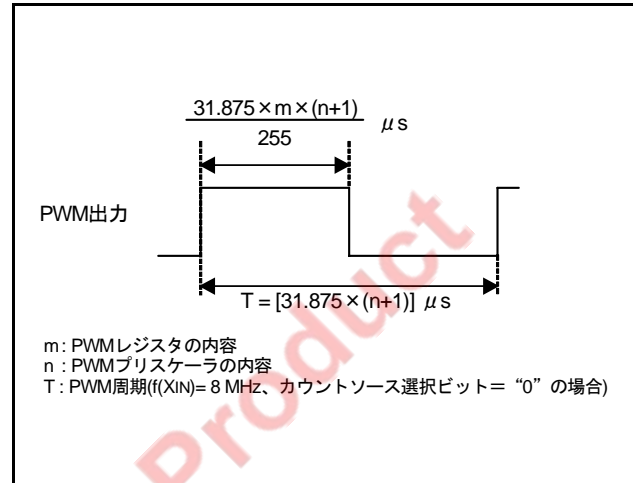 31.875×m×(n+1)
255
μs
PWM出力
T=[31.875×(n+1)] μs
m : PWMレジスタの内容
n : PWMプリスケーラの内容
T : PWM周期(f(XIN)= 8 MHz、カウントソース選択ビット＝“0”の場合)
Product